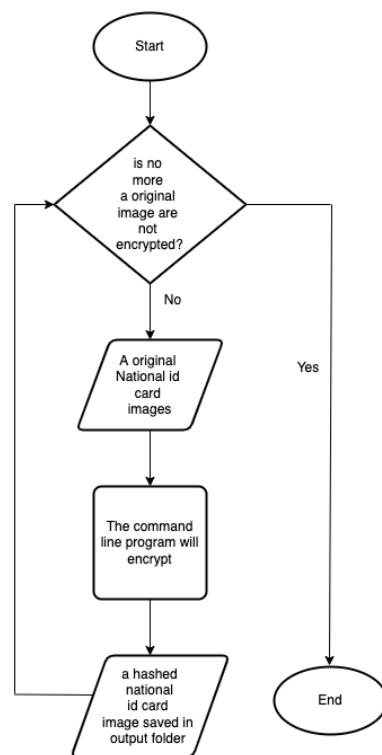 Start
is no
more
a original
image are
not
encrypted?
No
A original
National id
card
images
Yes
The command
line program will
encrypt
a hashed
national
id card
image saved in
output folder
End